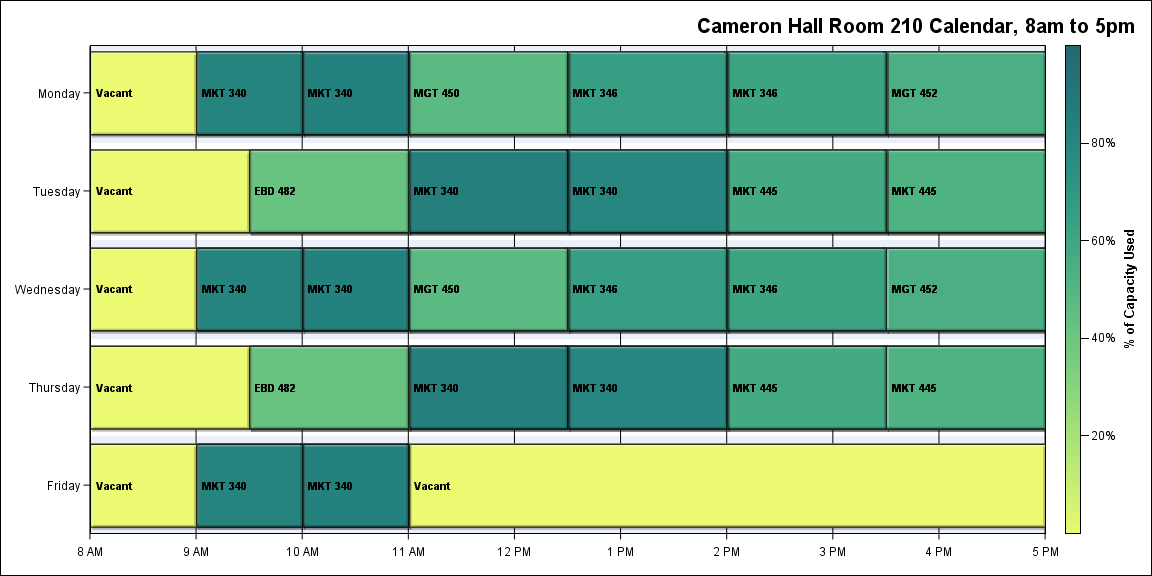 Cameron Hall Room 210 Calendar, 8am to 5pm
Monday Vacant MKT 340 MKT 340 MGT 450 MKT 346 MKT 346 MGT 452
Tuesday Vacant EBD 482 MKT 340 MKT 340 MKT 445 MKT 445
Wednesday Vacant MKT 340 MKT 340 MGT 450 MKT 346 MKT 346 MGT 452
Thursday Vacant EBD 482 MKT 340 MKT 340 MKT 445 MKT 445
Friday Vacant MKT 340 MKT 340 Vacant
8 AM 9 AM 10 AM 11 AM 12 PM 1 PM 2 PM 3 PM 4 PM 5 PM
80%
60%
40%
20%
% of Capacity Used